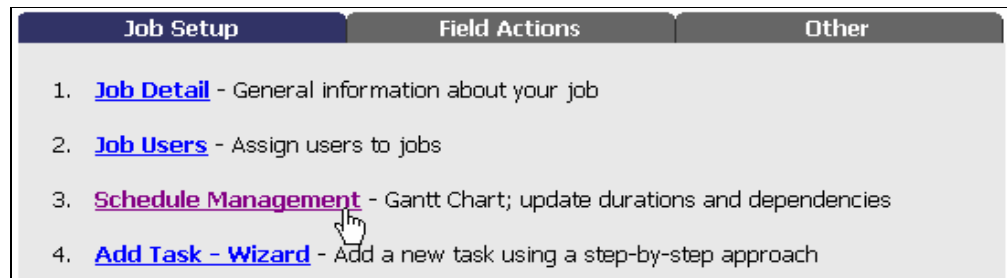 Job Setup Field Actions Other
1. Job Detail - General information about your job
2. Job Users - Assign users to jobs
3. Schedule Management - Gantt Chart; update durations and dependencies
4. Add Task - Wizard - Add a new task using a step-by-step approach